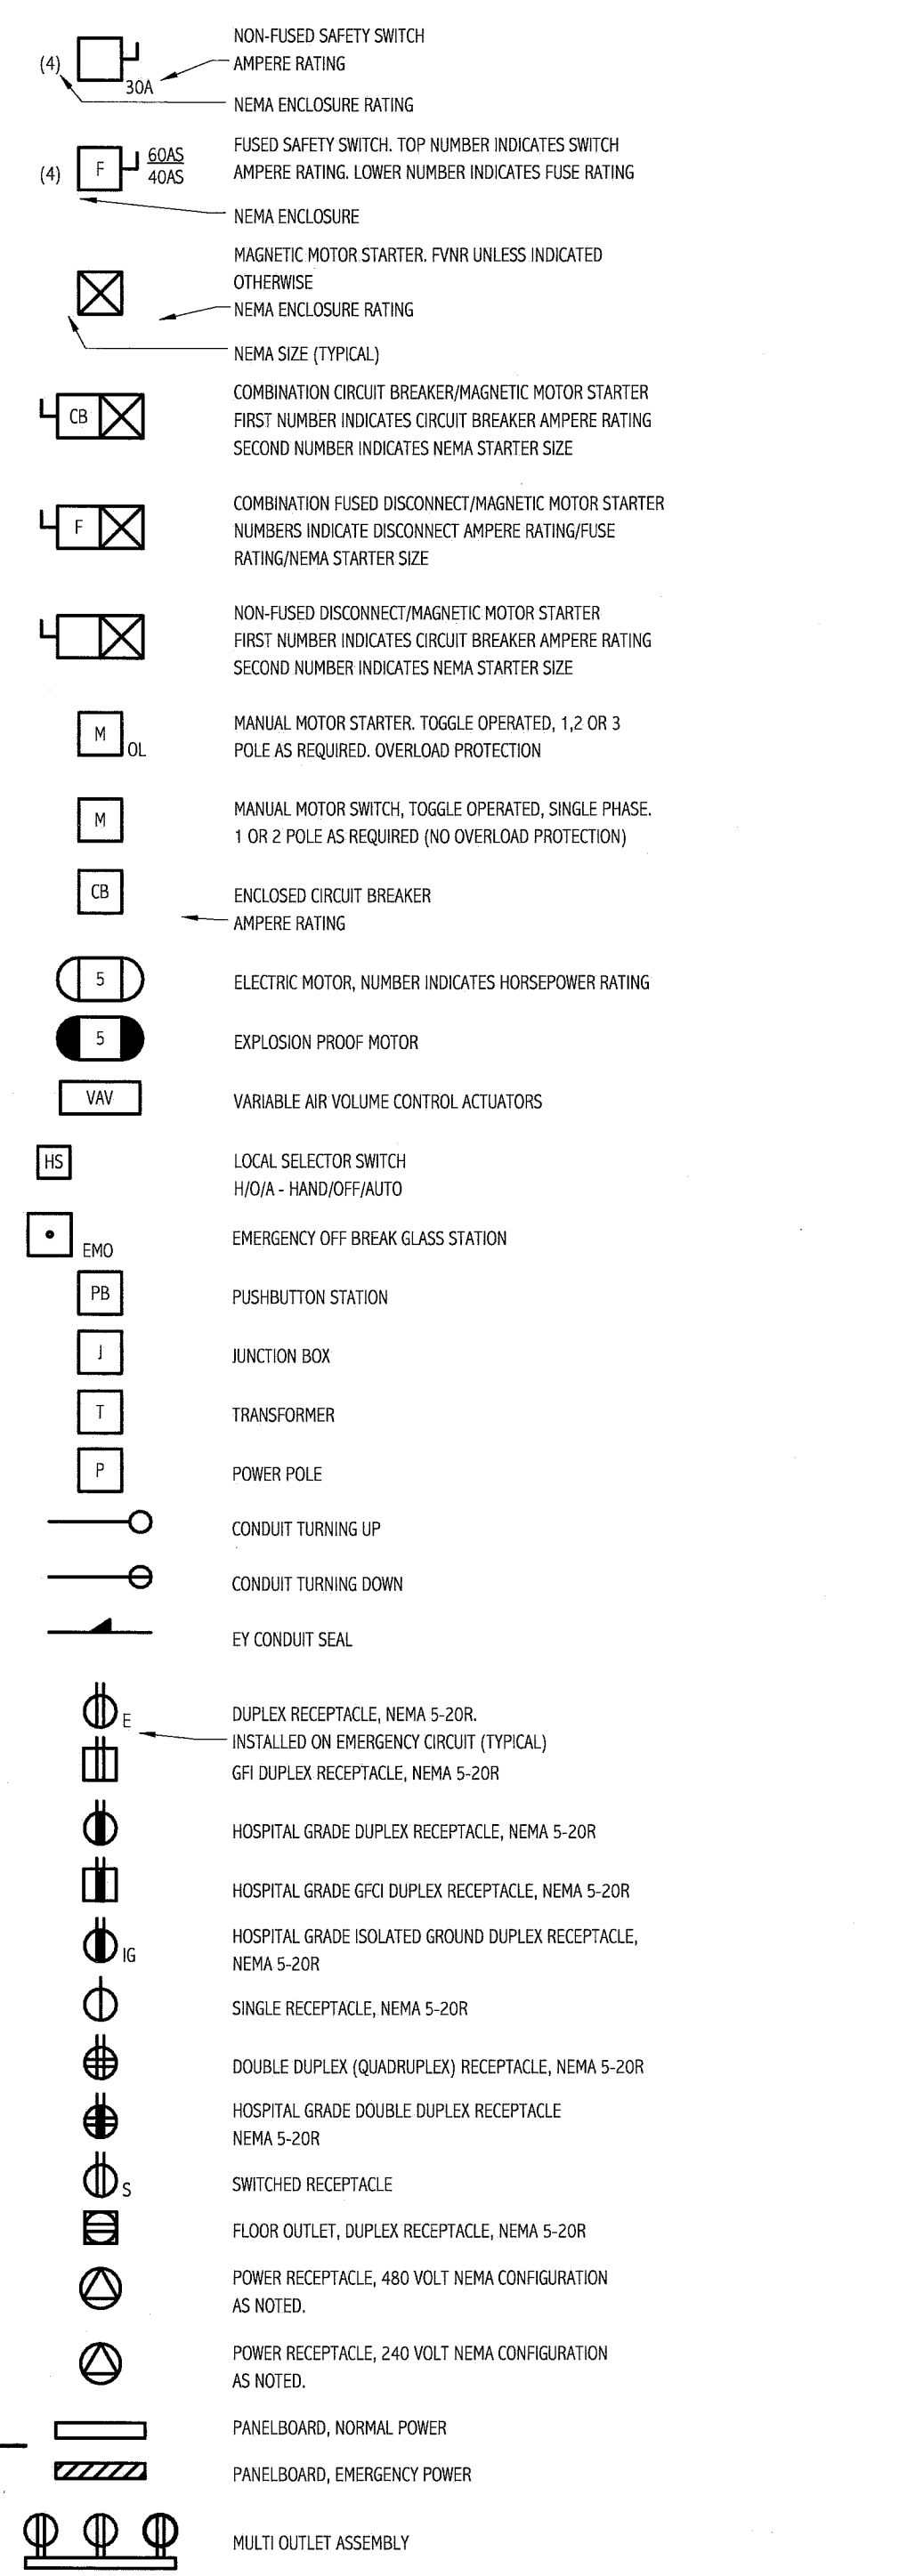 NON-FUSED SAFETY SWITCH
(4) AMPERE RATING
30A
NEMA ENCLOSURE RATING
FUSED SAFETY SWITCH. TOP NUMBER INDICATES SWITCH
(4) F 60AS 40AS AMPERE RATING. LOWER NUMBER INDICATES FUSE RATING
NEMA ENCLOSURE
MAGNETIC MOTOR STARTER. FVNR UNLESS INDICATED
OTHERWISE
NEMA ENCLOSURE RATING
NEMA SIZE (TYPICAL)
COMBINATION CIRCUIT BREAKER/MAGNETIC MOTOR STARTER
CB FIRST NUMBER INDICATES CIRCUIT BREAKER AMPERE RATING
SECOND NUMBER INDICATES NEMA STARTER SIZE
COMBINATION FUSED DISCONNECT/MAGNETIC MOTOR STARTER
F NUMBERS INDICATE DISCONNECT AMPERE RATING/FUSE
RATING/NEMA STARTER SIZE
NON-FUSED DISCONNECT/MAGNETIC MOTOR STARTER
FIRST NUMBER INDICATES CIRCUIT BREAKER AMPERE RATING
SECOND NUMBER INDICATES NEMA STARTER SIZE
M MANUAL MOTOR STARTER. TOGGLE OPERATED, 1,2 OR 3
OL POLE AS REQUIRED. OVERLOAD PROTECTION
M MANUAL MOTOR SWITCH, TOGGLE OPERATED, SINGLE PHASE.
1 OR 2 POLE AS REQUIRED (NO OVERLOAD PROTECTION)
CB ENCLOSED CIRCUIT BREAKER
AMPERE RATING
5 ELECTRIC MOTOR, NUMBER INDICATES HORSEPOWER RATING
5 EXPLOSION PROOF MOTOR
VAV VARIABLE AIR VOLUME CONTROL ACTUATORS
HS LOCAL SELECTOR SWITCH
H/O/A - HAND/OFF/AUTO
EMO EMERGENCY OFF BREAK GLASS STATION
PB PUSHBUTTON STATION
J JUNCTION BOX
T TRANSFORMER
P POWER POLE
CONDUIT TURNING UP
CONDUIT TURNING DOWN
EY CONDUIT SEAL
E DUPLEX RECEPTACLE, NEMA 5-20R.
INSTALLED ON EMERGENCY CIRCUIT (TYPICAL)
GFI DUPLEX RECEPTACLE, NEMA 5-20R
HOSPITAL GRADE DUPLEX RECEPTACLE, NEMA 5-20R
HOSPITAL GRADE GFCI DUPLEX RECEPTACLE, NEMA 5-20R
HOSPITAL GRADE ISOLATED GROUND DUPLEX RECEPTACLE,
IG NEMA 5-20R
SINGLE RECEPTACLE, NEMA 5-20R
DOUBLE DUPLEX (QUADRUPLEX) RECEPTACLE, NEMA 5-20R
HOSPITAL GRADE DOUBLE DUPLEX RECEPTACLE
NEMA 5-20R
S SWITCHED RECEPTACLE
FLOOR OUTLET, DUPLEX RECEPTACLE, NEMA 5-20R
POWER RECEPTACLE, 480 VOLT NEMA CONFIGURATION
AS NOTED.
POWER RECEPTACLE, 240 VOLT NEMA CONFIGURATION
AS NOTED.
PANELBOARD, NORMAL POWER
PANELBOARD, EMERGENCY POWER
MULTI OUTLET ASSEMBLY